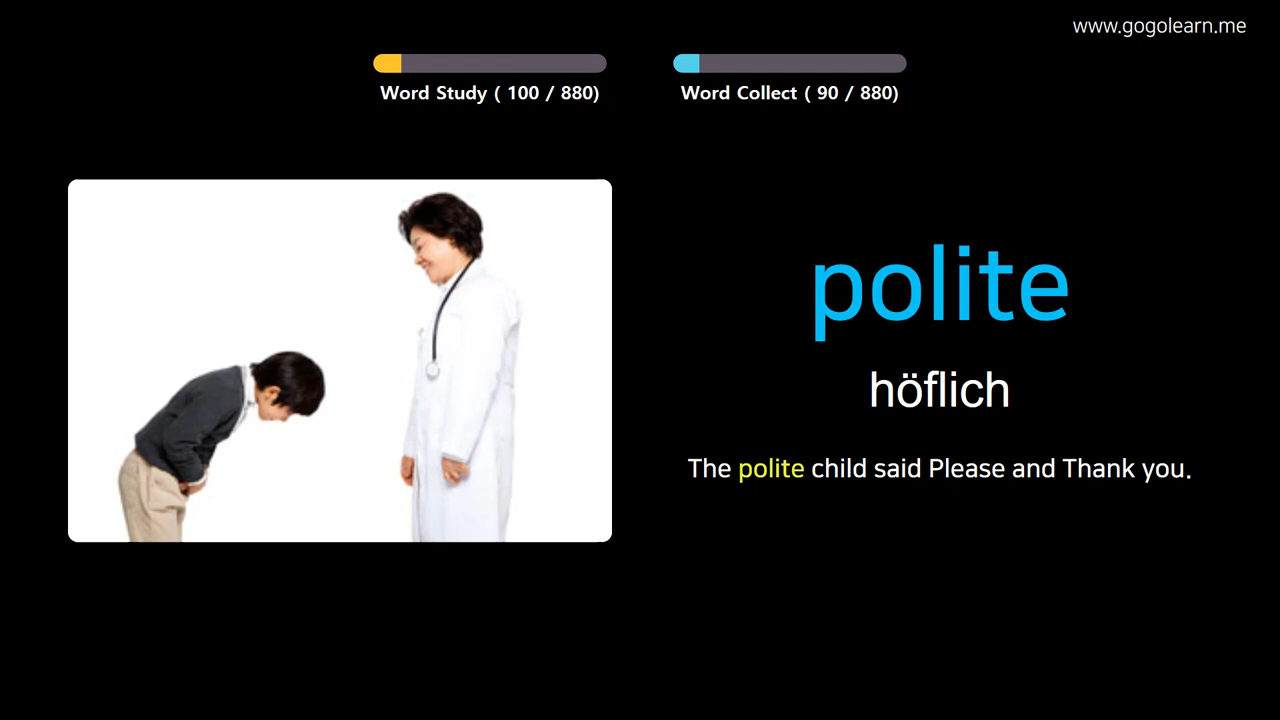 www.gogolearn.me
Word Study ( 100 / 880)
Word Collect ( 90 / 880)
polite
höflich
The polite child said Please and Thank you.